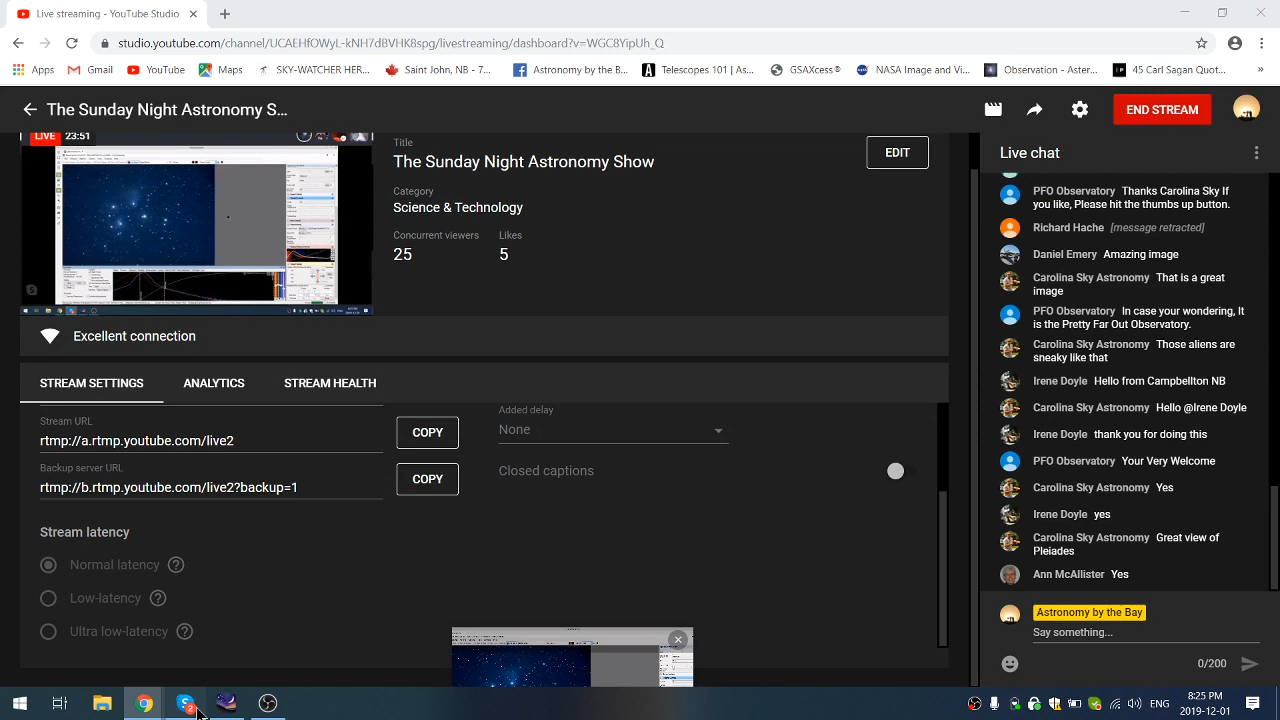 Live streaming - YouTube Studio
studio.youtube.com/channel/UCAEHfOWyL-kNH7dBVHK8spg/livestreaming/dashboard?v=WGC8YipUh_Q
Apps Gmail YouTube Maps SKY-WATCHER HER... Saint John, NB - 7... Astronomy by the B... Telescopes 101 | As... GSAXcess® NASA Image and Vi... Observation - Aster... 45 Carl Sagan Quot... »
The Sunday Night Astronomy S...
END STREAM
LIVE 23:51
Title
The Sunday Night Astronomy Show
EDIT
Category
Science & Technology
Concurrent viewers Likes
25 5
Excellent connection
STREAM SETTINGS ANALYTICS STREAM HEALTH
Stream URL
rtmp://a.rtmp.youtube.com/live2
COPY
Backup server URL
rtmp://b.rtmp.youtube.com/live2?backup=1
COPY
Added delay
None
Closed captions
Stream latency
Normal latency
Low-latency
Ultra low-latency
Live chat
PFO Observatory Thanks Carolina Sky If
you like, Please hit the thumbs up button.
Richard [message retracted]
Amazing
Carolina Sky Astronomy That is a great
image
PFO Observatory In case your wondering, It
is the Pretty Far Out Observatory.
Carolina Sky Astronomy Those aliens are
sneaky like that
Irene Doyle Hello from Campbellton NB
Carolina Sky Astronomy Hello @Irene Doyle
Irene Doyle thank you for doing this
PFO Observatory Your Very Welcome
Carolina Sky Astronomy Yes
Irene Doyle yes
Carolina Sky Astronomy Great view of
Pleiades
Ann McAllister Yes
Astronomy by the Bay
Say something...
0/200
ENG
8:25 PM
2019-12-01